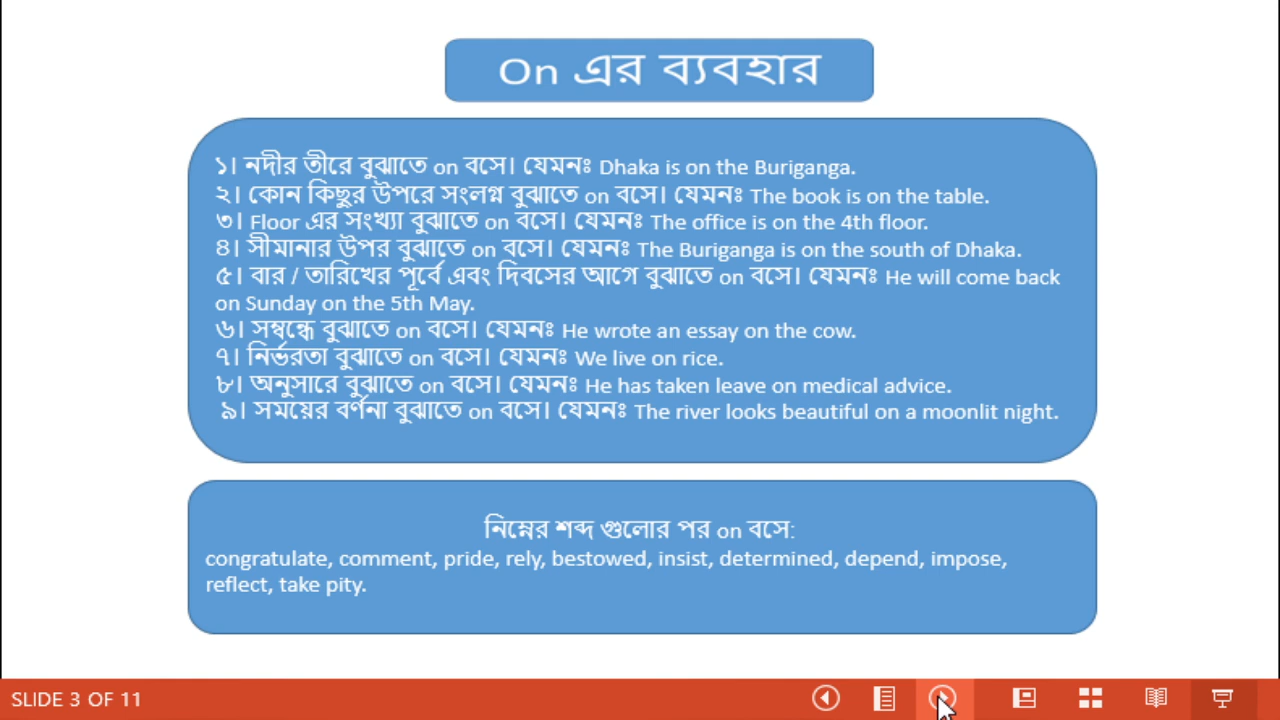 On এর ব্যবহার
১। নদীর তীরে বুঝাতে on বসে। যেমনঃ Dhaka is on the Buriganga.
২। কোন কিছুর উপরে সংলগ্ন বুঝাতে on বসে। যেমনঃ The book is on the table.
৩। Floor এর সংখ্যা বুঝাতে on বসে। যেমনঃ The office is on the 4th floor.
৪। সীমানার উপর বুঝাতে on বসে। যেমনঃ The Buriganga is on the south of Dhaka.
৫। বার / তারিখের পূর্বে এবং দিবসের আগে বুঝাতে on বসে। যেমনঃ He will come back
on Sunday on the 5th May.
৬। সম্বন্ধে বুঝাতে on বসে। যেমনঃ He wrote an essay on the cow.
৭। নির্ভরতা বুঝাতে on বসে। যেমনঃ We live on rice.
৮। অনুসারে বুঝাতে on বসে। যেমনঃ He has taken leave on medical advice.
৯। সময়ের বর্ণনা বুঝাতে on বসে। যেমনঃ The river looks beautiful on a moonlit night.
নিম্নের শব্দ গুলোর পর on বসে:
congratulate, comment, pride, rely, bestowed, insist, determined, depend, impose,
reflect, take pity.
SLIDE 3 OF 11